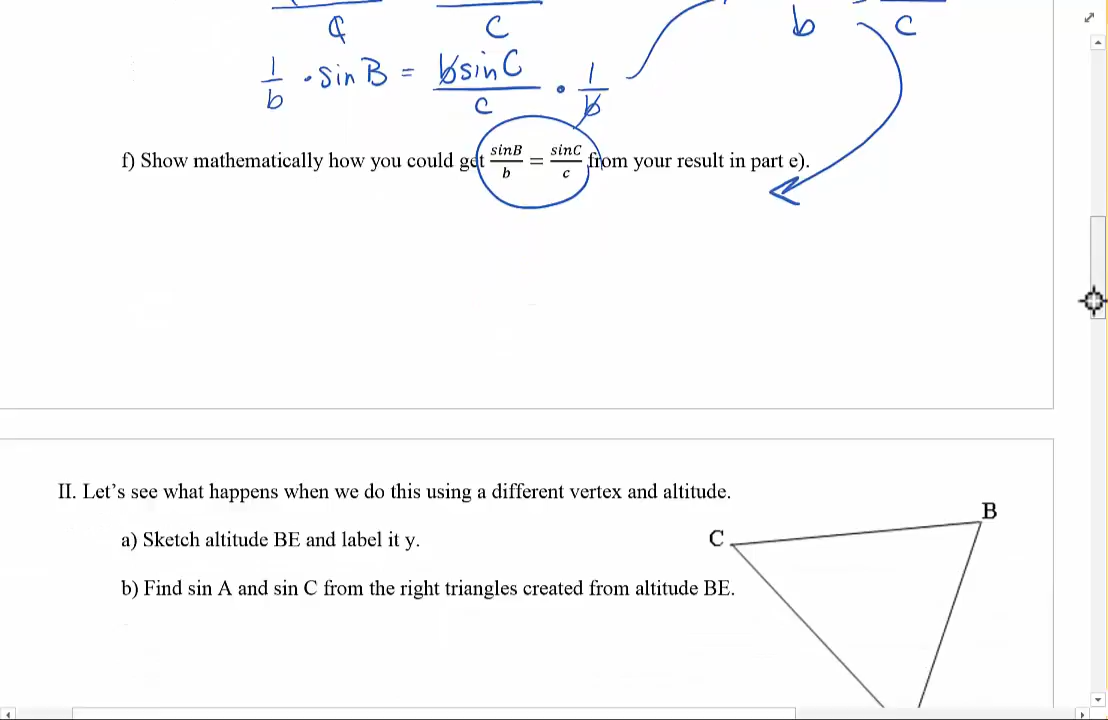 c c b c
1/b · sin B = b sin C / c · 1/b
f) Show mathematically how you could get sinB/b = sinC/c from your result in part e).
II. Let's see what happens when we do this using a different vertex and altitude.
B
a) Sketch altitude BE and label it y.
C
b) Find sin A and sin C from the right triangles created from altitude BE.